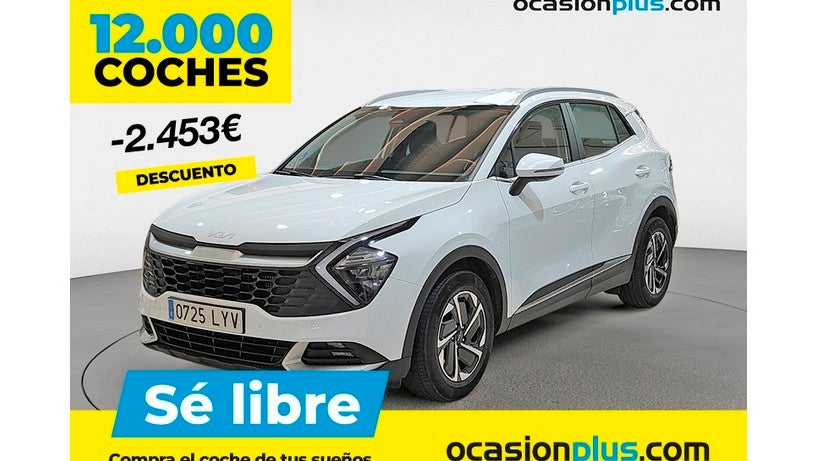 12.000
COCHES
ocasionplus.com
-2.453€
DESCUENTO
KIA
0725 LYV
Sé libre
Compra el coche de tus sueños
ocasionplus.com